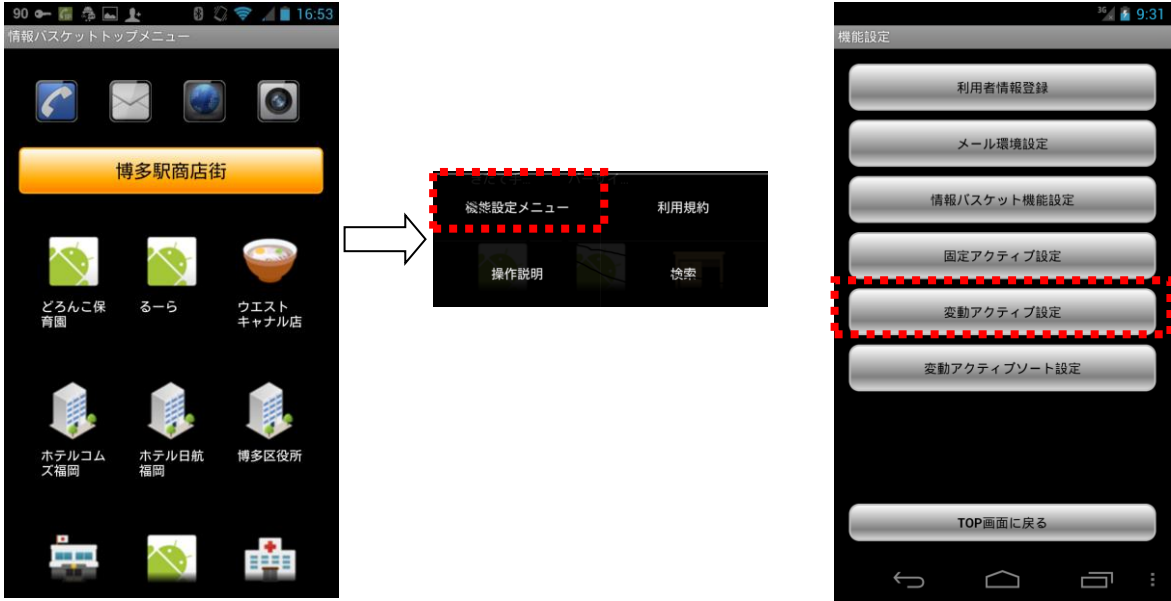 90
16:53
情報バスケットトップメニュー
博多駅商店街
どろんこ保
育園
るーら
ウエスト
キャナル店
ホテルコム
ズ福岡
ホテル日航
福岡
博多区役所
機能設定メニュー
利用規約
操作説明
検索
3G
9:31
機能設定
利用者情報登録
メール環境設定
情報バスケット機能設定
固定アクティブ設定
変動アクティブ設定
変動アクティブソート設定
TOP画面に戻る